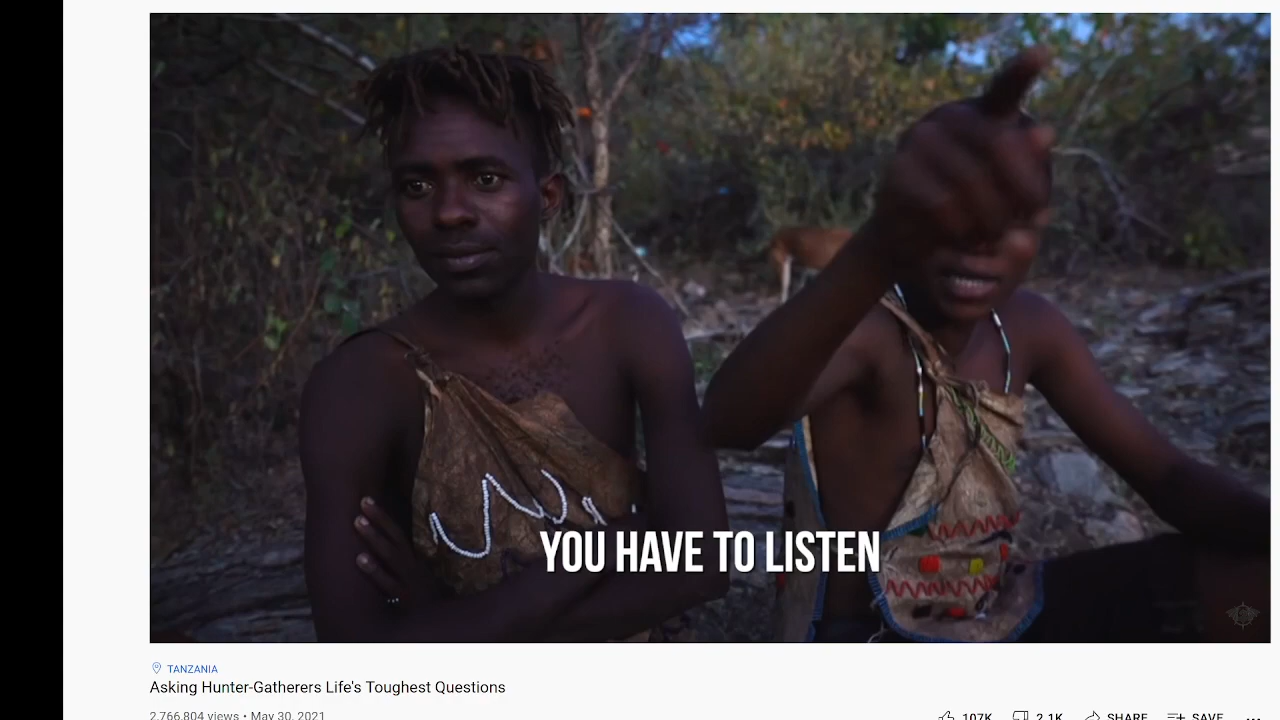 YOU HAVE TO LISTEN
TANZANIA
Asking Hunter-Gatherers Life's Toughest Questions
2,766,804 views • May 30, 2021
107K 2.1K SHARE SAVE